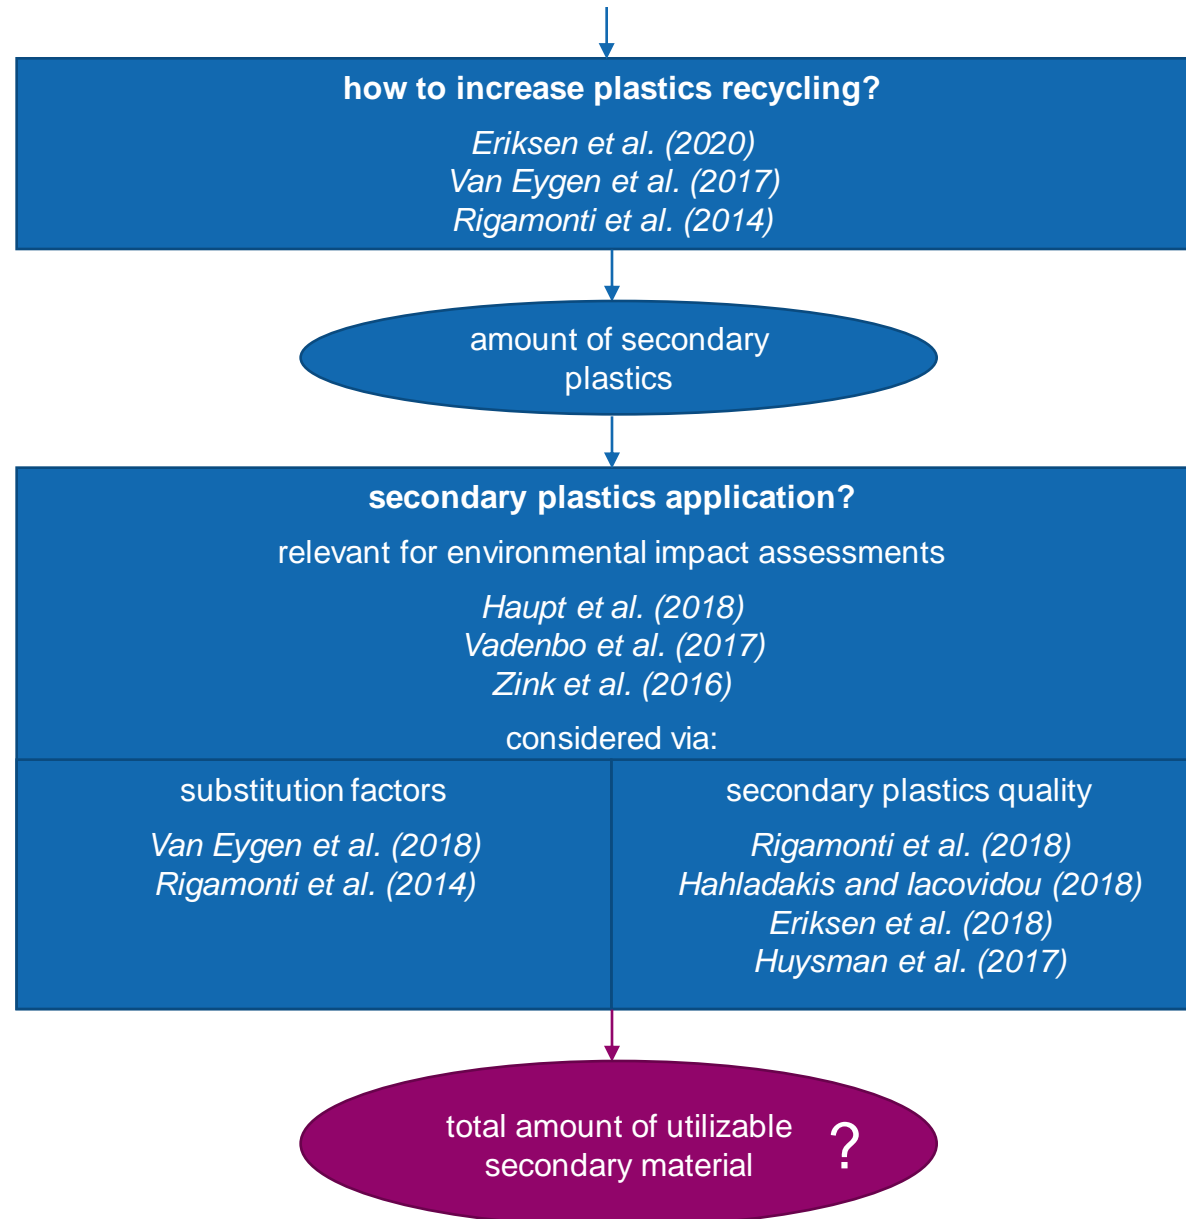 how to increase plastics recycling?
Eriksen et al. (2020)
Van Eygen et al. (2017)
Rigamonti et al. (2014)
amount of secondary
plastics
secondary plastics application?
relevant for environmental impact assessments
Haupt et al. (2018)
Vadenbo et al. (2017)
Zink et al. (2016)
considered via:
substitution factors
Van Eygen et al. (2018)
Rigamonti et al. (2014)
secondary plastics quality
Rigamonti et al. (2018)
Hahladakis and Iacovidou (2018)
Eriksen et al. (2018)
Huysman et al. (2017)
total amount of utilizable
secondary material
?